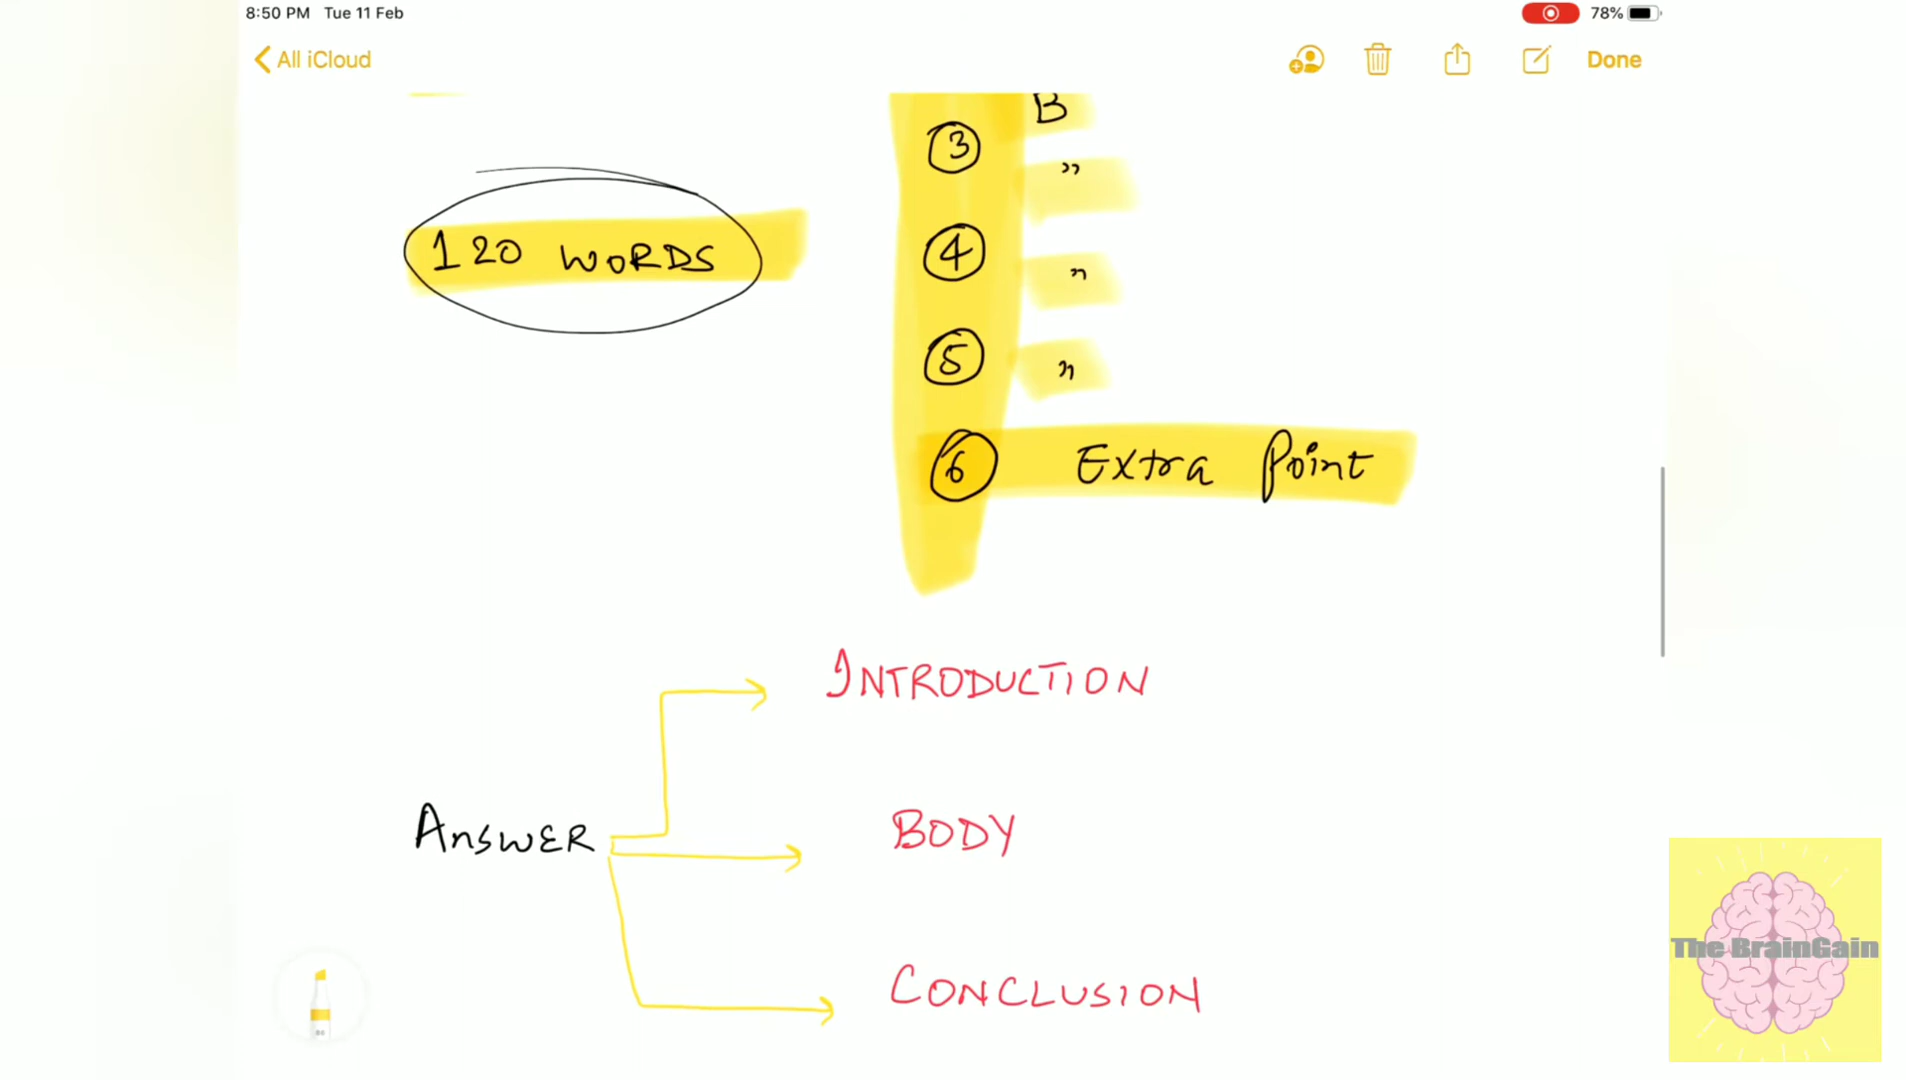 8:50 PM Tue 11 Feb
78%
All iCloud
Done
B
3 "
120 WORDS
4 "
5 "
6 Extra Point
INTRODUCTION
ANSWER
BODY
CONCLUSION
The BrainGain